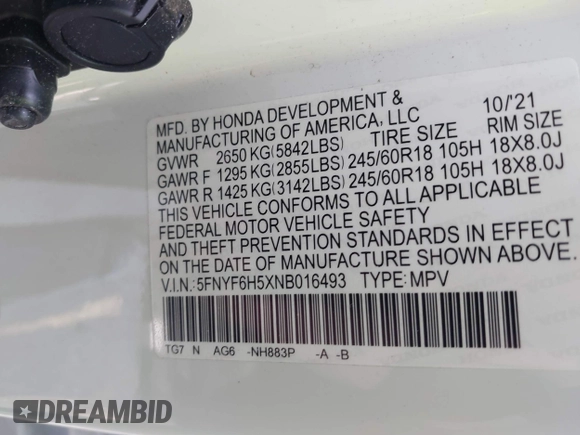 MFD. BY HONDA DEVELOPMENT & 10/'21
MANUFACTURING OF AMERICA, LLC
GVWR 2650 KG(5842LBS) TIRE SIZE RIM SIZE
GAWR F 1295 KG(2855LBS) 245/60R18 105H 18X8.0J
GAWR R 1425 KG(3142LBS) 245/60R18 105H 18X8.0J
THIS VEHICLE CONFORMS TO ALL APPLICABLE
FEDERAL MOTOR VEHICLE SAFETY
AND THEFT PREVENTION STANDARDS IN EFFECT
ON THE DATE OF MANUFACTURE SHOWN ABOVE.
V.I.N.:5FNYF6H5XNB016493 TYPE:MPV
TG7 N AG6 -NH883P -A -B
DREAMBID